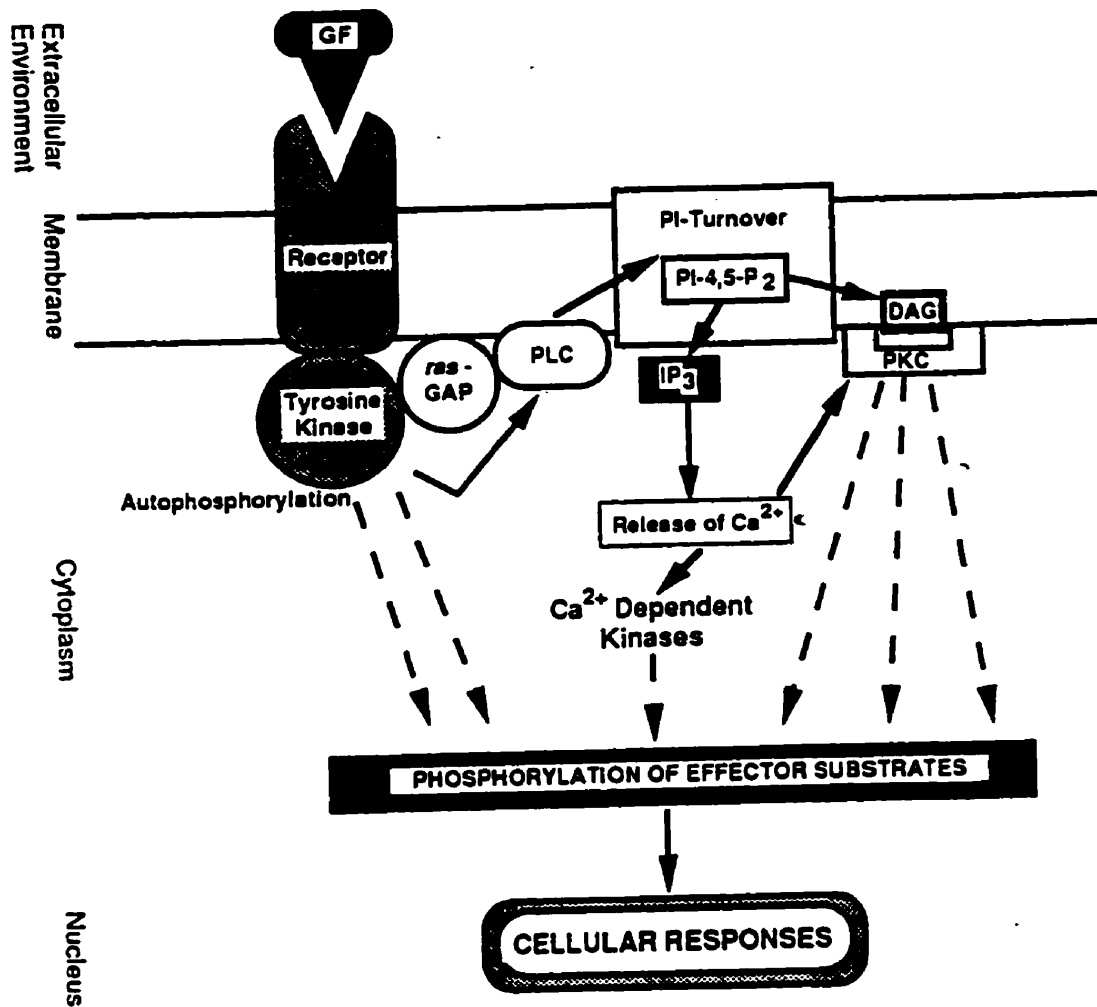 Extracellular
Environment
GF
Membrane
Receptor
PI-Turnover
PI-4,5-P2
DAG
PKC
PLC
ras-
GAP
IP3
Tyrosine
Kinase
Autophosphorylation
Release of Ca2+
Cytoplasm
Ca2+ Dependent
Kinases
PHOSPHORYLATION OF EFFECTOR SUBSTRATES
Nucleus
CELLULAR RESPONSES